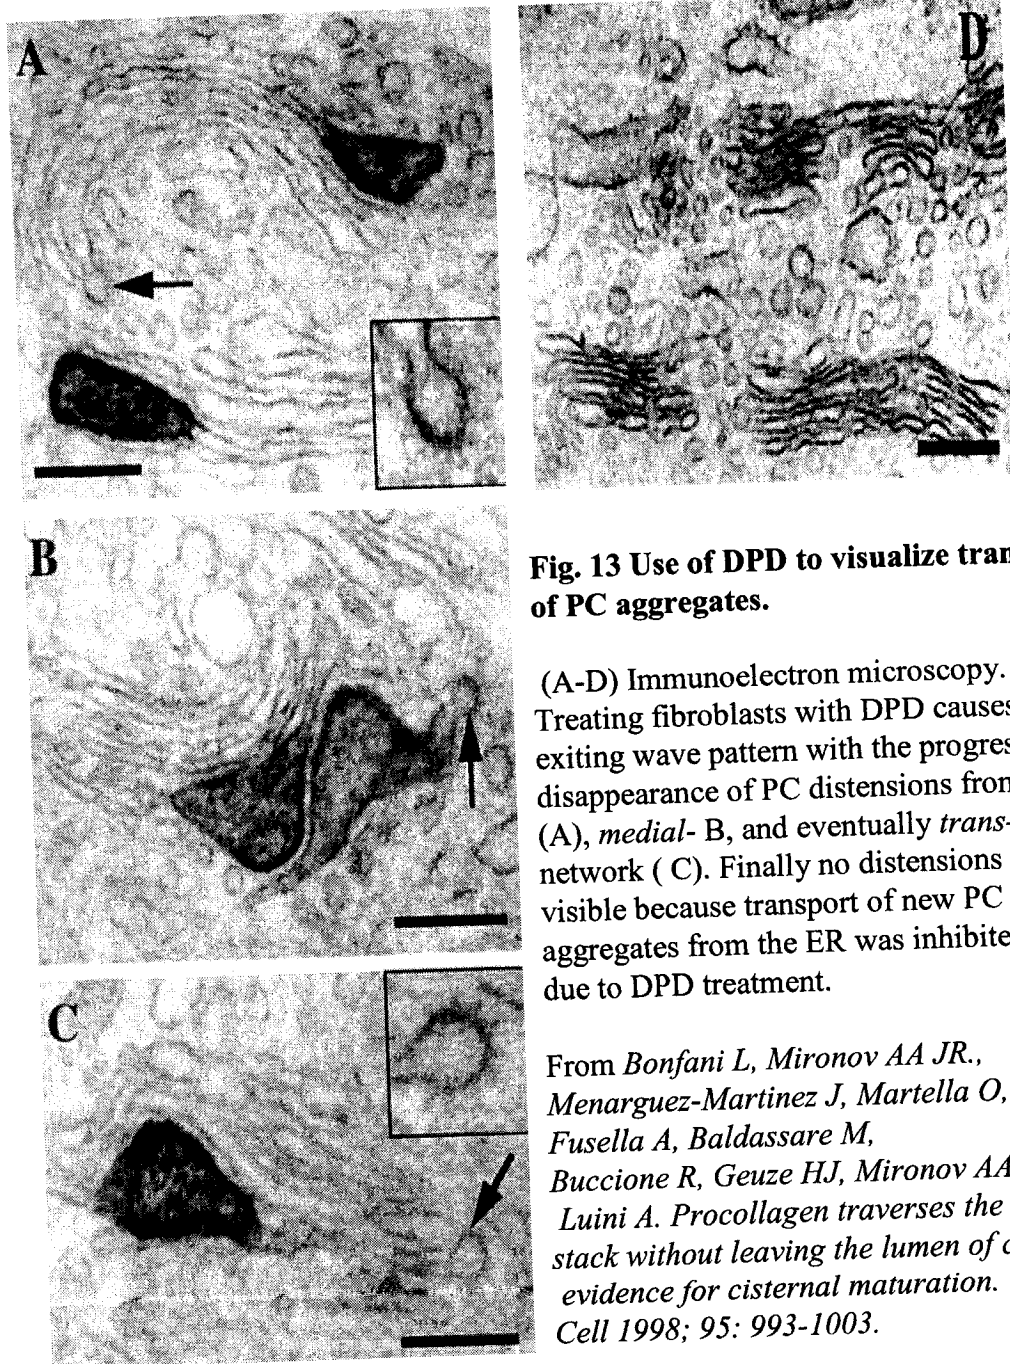 A
D
B
C
Fig. 13 Use of DPD to visualize
of PC aggregates.
(A-D) Immunoelectron microscopy.
Treating fibroblasts with DPD causes
exiting wave pattern with the
disappearance of PC distensions
(A), medial- B, and eventually trans-
network ( C). Finally no distensions
visible because transport of new PC
aggregates from the ER was
due to DPD treatment.
From Bonfani L, Mironov AA JR.,
Menarguez-Martinez J, Martella O,
Fusella A, Baldassare M,
Buccione R, Geuze HJ, Mironov AA
Luini A. Procollagen traverses the
stack without leaving the lumen of
evidence for cisternal maturation.
Cell 1998; 95: 993-1003.